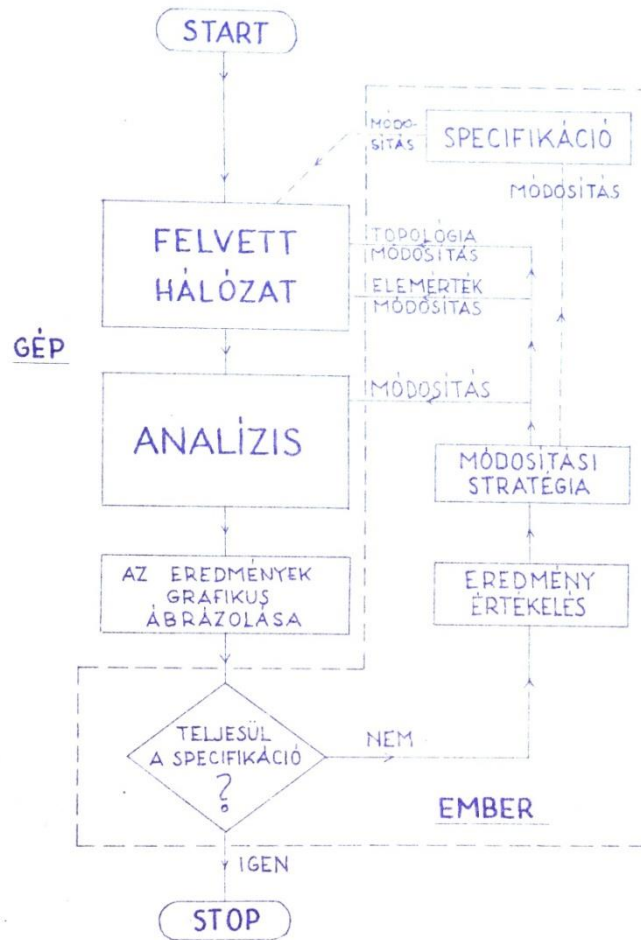 START
MÓDO-
SÍTÁS
SPECIFIKÁCIÓ
MÓDOSÍTÁS
FELVETT
HÁLÓZAT
TOPOLÓGIA
MÓDOSÍTÁS
ELEMÉRTÉK
MÓDOSÍTÁS
GÉP
ANALÍZIS
MÓDOSÍTÁS
MÓDOSÍTÁSI
STRATÉGIA
AZ EREDMÉNYEK
GRAFIKUS
ÁBRÁZOLÁSA
EREDMÉNY
ÉRTÉKELÉS
TELJESÜL
A SPECIFIKÁCIÓ
?
NEM
EMBER
IGEN
STOP